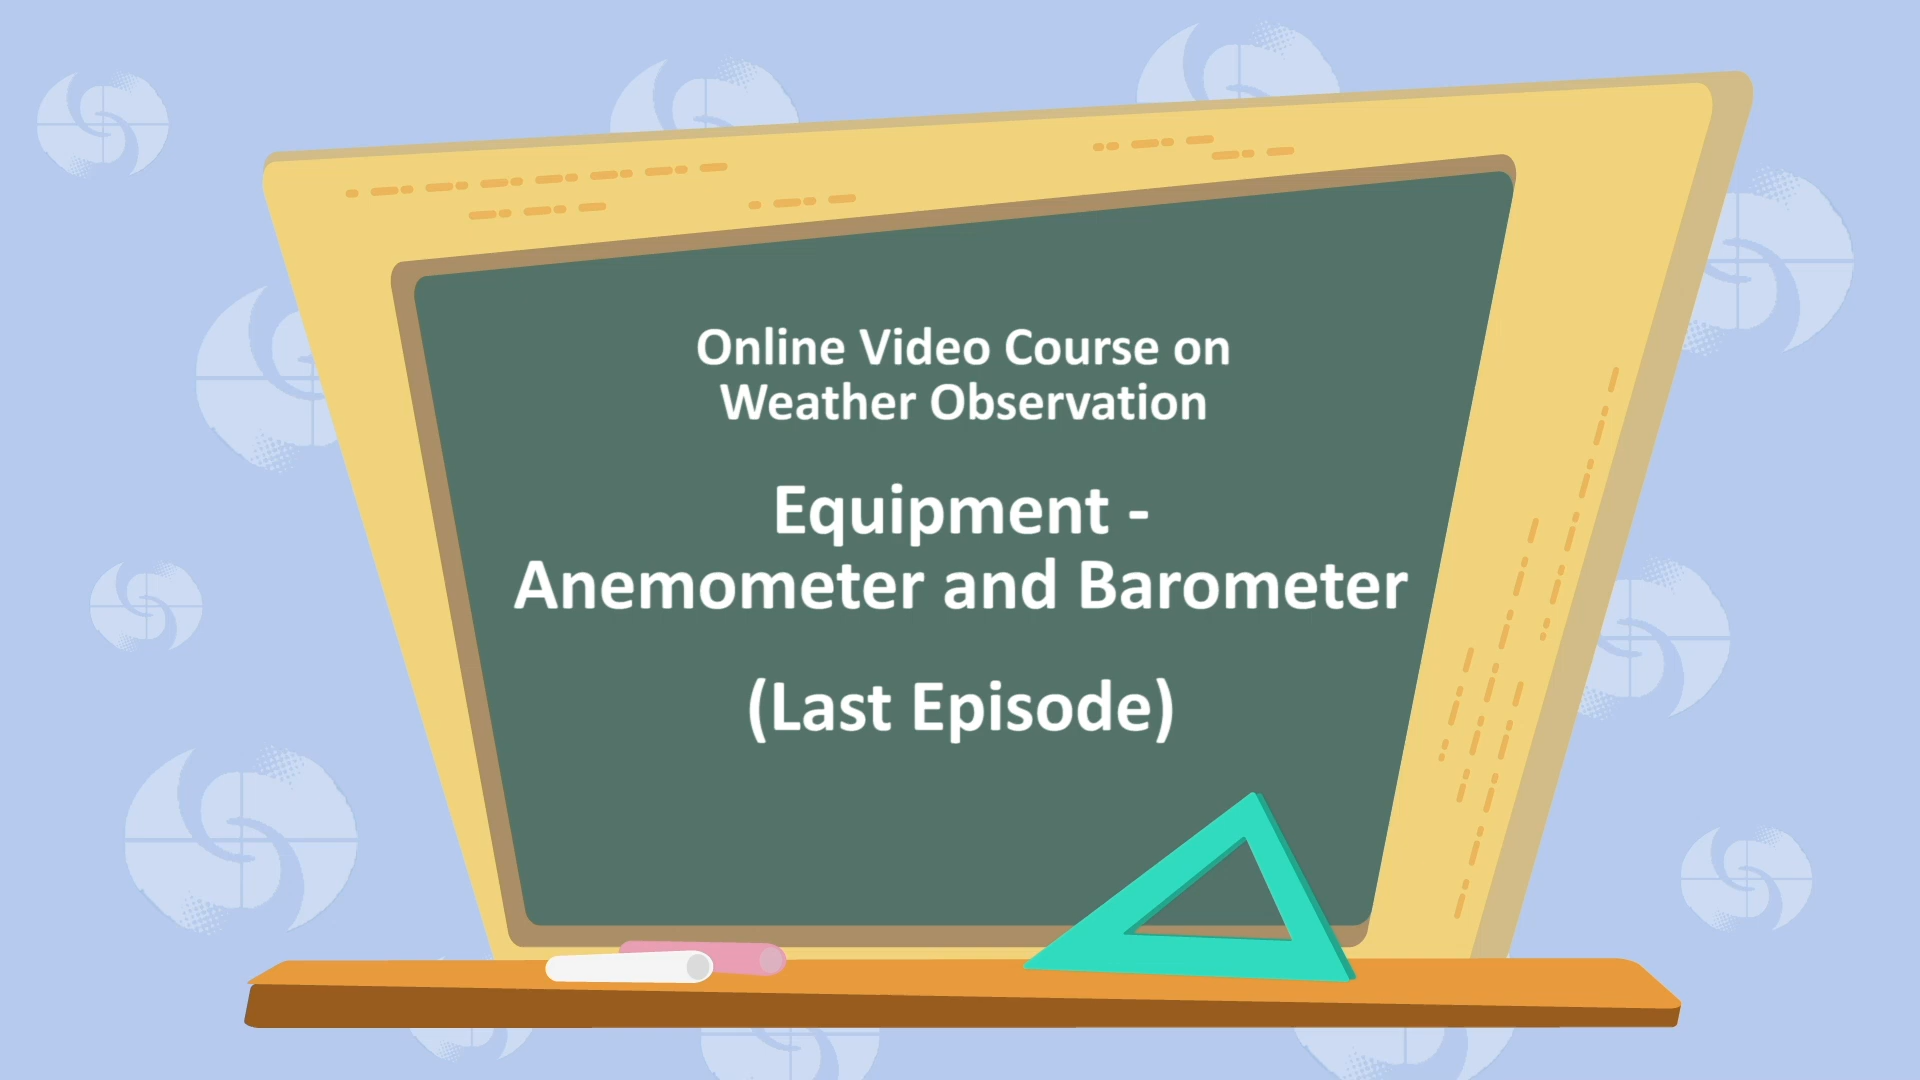 Online Video Course on
Weather Observation
Equipment -
Anemometer and Barometer
(Last Episode)